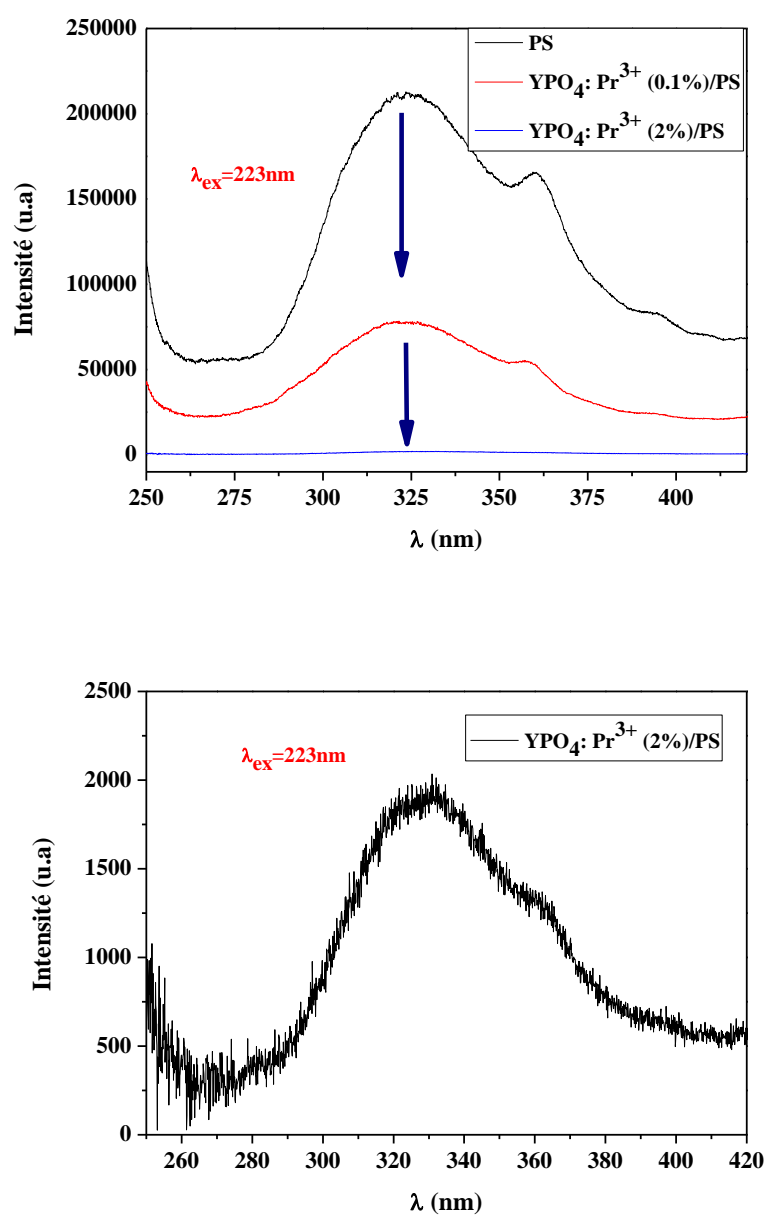 250000
200000
150000
100000
50000
0
Intensité (u.a)
PS
YPO₄: Pr³⁺ (0.1%)/PS
YPO₄: Pr³⁺ (2%)/PS
λex=223nm
250 275 300 325 350 375 400
λ (nm)
2500
2000
1500
1000
500
0
Intensité (u.a)
YPO₄: Pr³⁺ (2%)/PS
λex=223nm
260 280 300 320 340 360 380 400 420
λ (nm)